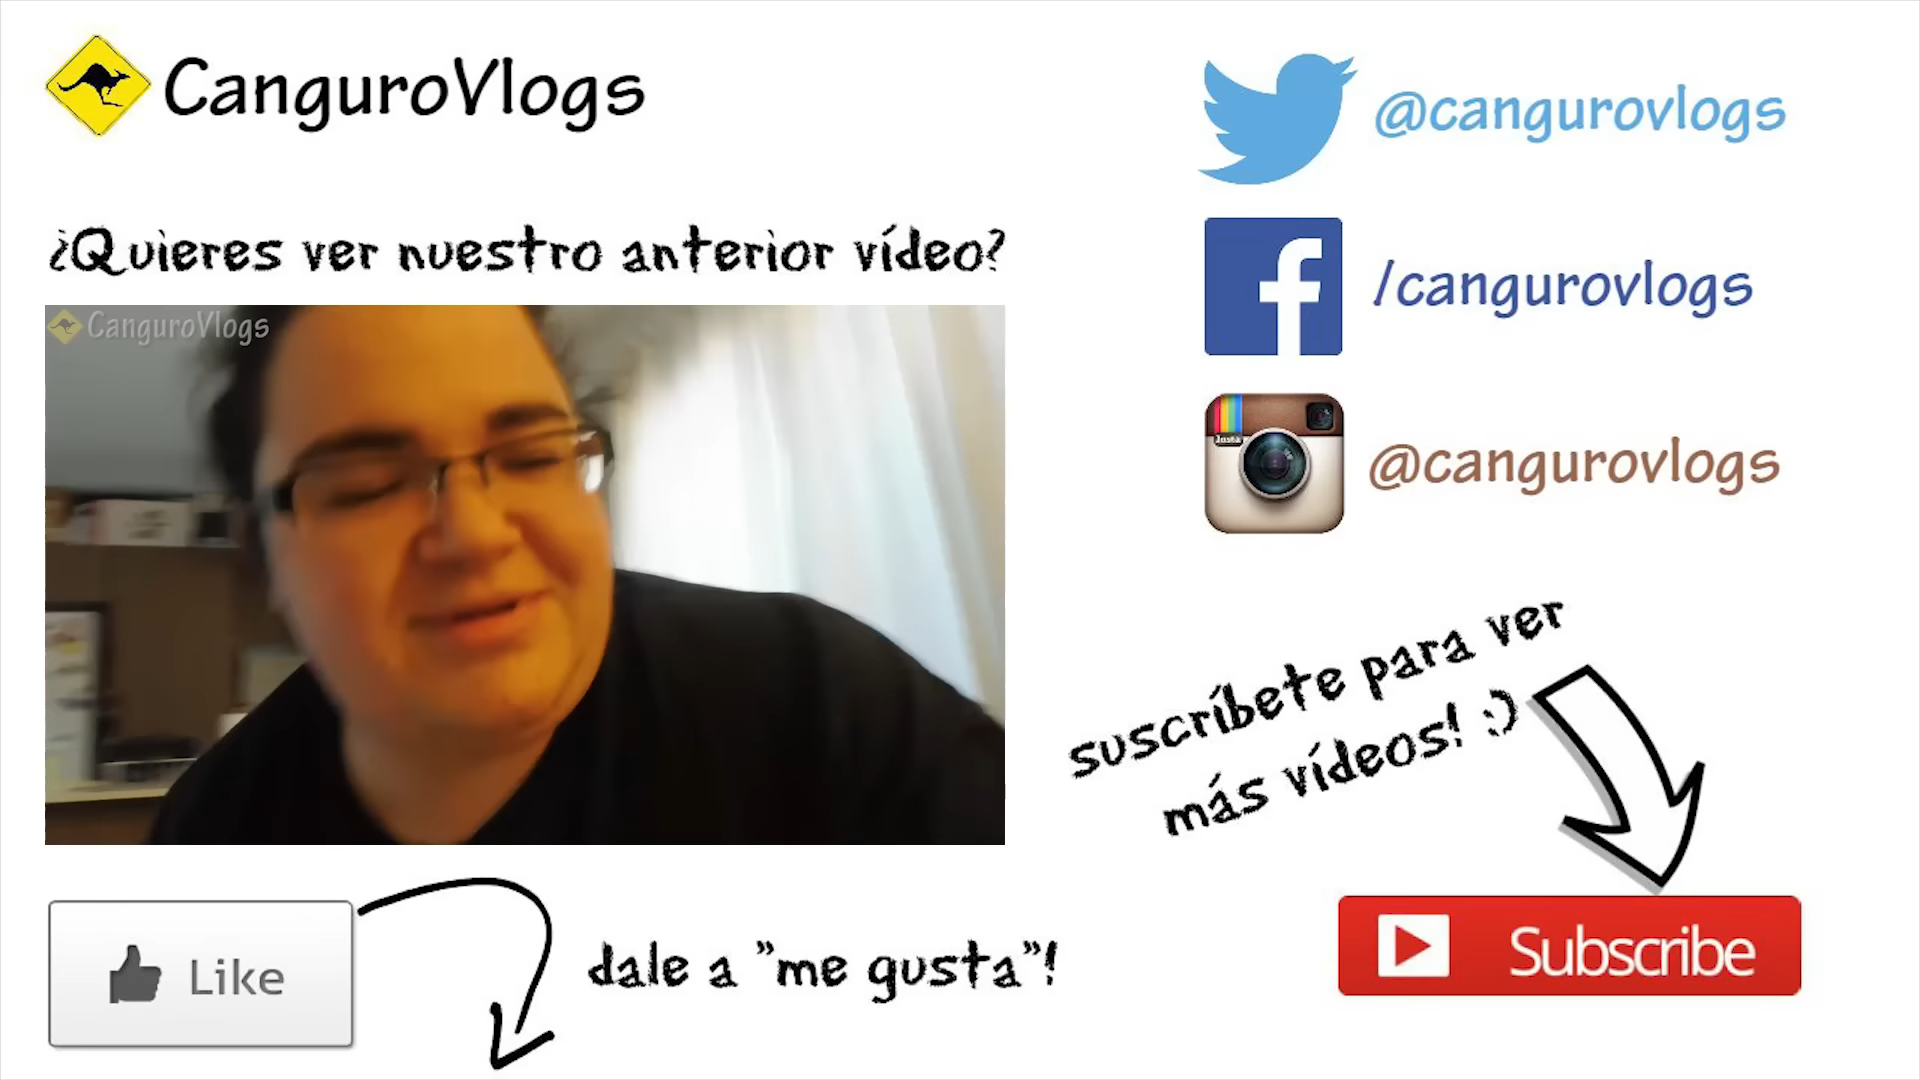 CanguroVlogs
@cangurovlogs
/cangurovlogs
Insta
@cangurovlogs
¿Quieres ver nuestro anterior vídeo?
CanguroVlogs
suscríbete para ver
más vídeos! :)
Like
dale a "me gusta"!
Subscribe